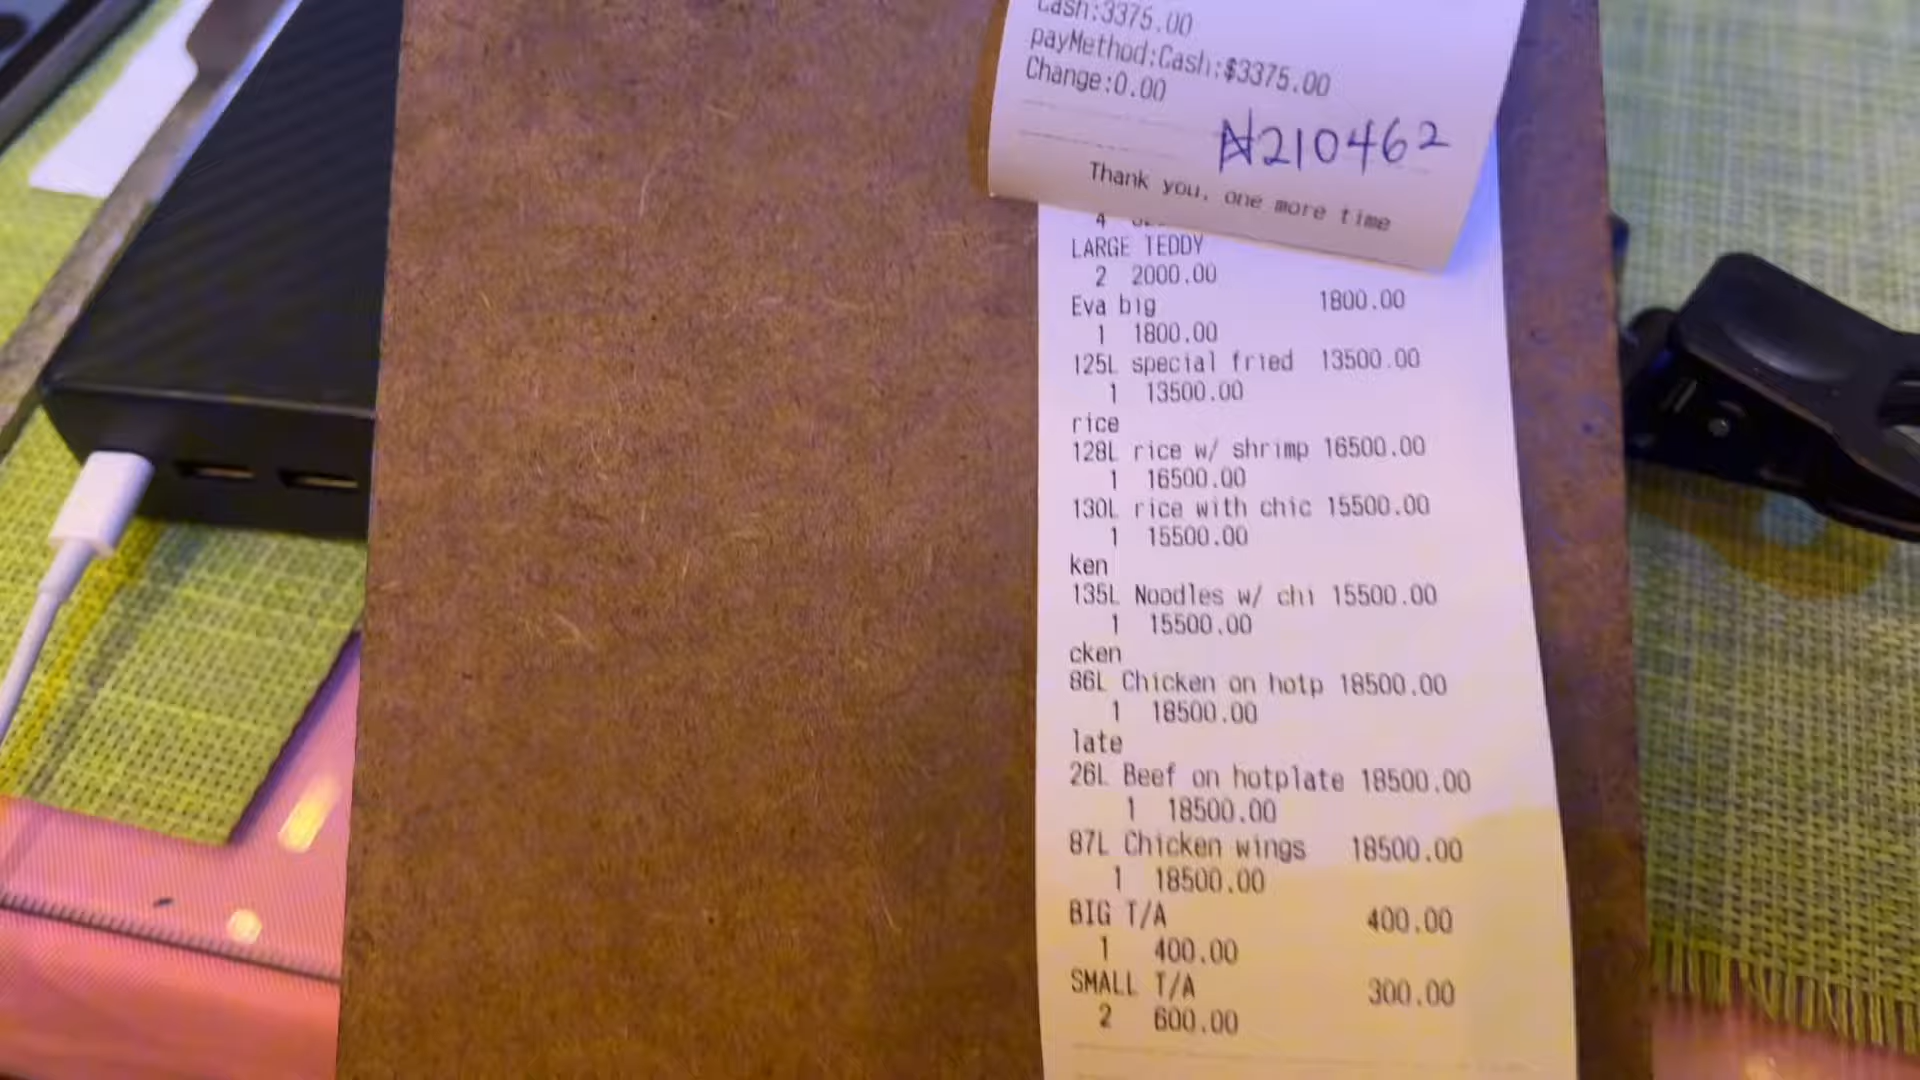 Cash:3375.00
payMethod:Cash:$3375.00
Change:0.00
₦210462
Thank you, one more time
4
LARGE TEDDY
2 2000.00
Eva big 1800.00
1 1800.00
125L special fried 13500.00
1 13500.00
rice
128L rice w/ shrimp 16500.00
1 16500.00
130L rice with chic 15500.00
1 15500.00
ken
135L Noodles w/ chi 15500.00
1 15500.00
cken
86L Chicken on hotp 18500.00
1 18500.00
late
26L Beef on hotplate 18500.00
1 18500.00
87L Chicken wings 18500.00
1 18500.00
BIG T/A 400.00
1 400.00
SMALL T/A 300.00
2 600.00